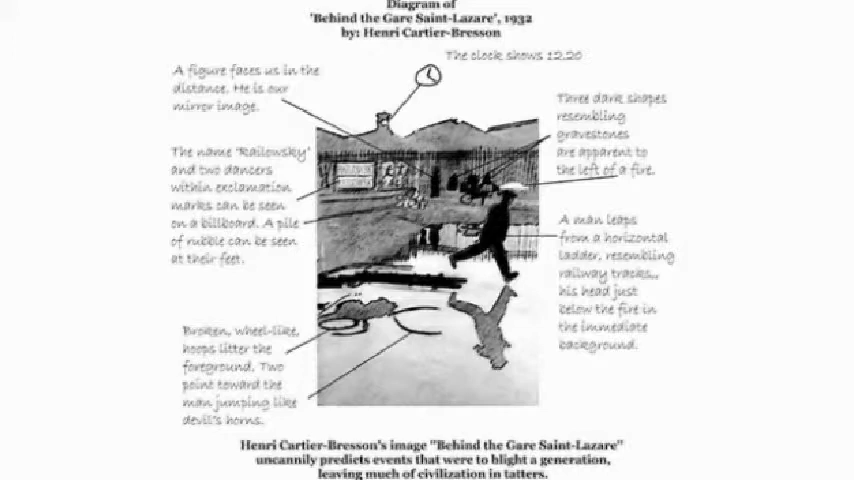 Diagram of
'Behind the Gare Saint-Lazare', 1932
by: Henri Cartier-Bresson
The clock shows 12.20
A figure faces us in the
distance. He is our
mirror image.
Three dark shapes
resembling
gravestones
are apparent to
the left of a fire.
The name 'Railowsky'
and two dancers
within exclamation
marks can be seen
on a billboard. A pile
of rubble can be seen
at their feet.
A man leaps
from a horizontal
ladder, resembling
railway tracks,,
his head just
below the fire in
the immediate
background.
Broken, wheel-like,
hoops litter the
foreground. Two
point toward the
man jumping like
devil's horns.
Henri Cartier-Bresson's image "Behind the Gare Saint-Lazare"
uncannily predicts events that were to blight a generation,
leaving much of civilization in tatters.